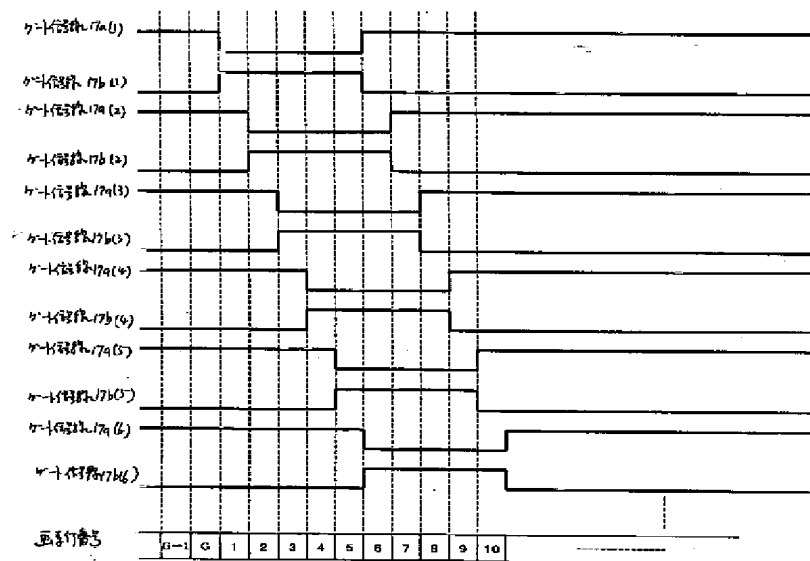 ゲート信号線17a(1)
ゲート信号線17b(1)
ゲート信号線17a(2)
ゲート信号線17b(2)
ゲート信号線17a(3)
ゲート信号線17b(3)
ゲート信号線17a(4)
ゲート信号線17b(4)
ゲート信号線17a(5)
ゲート信号線17b(5)
ゲート信号線17a(6)
ゲート信号線17b(6)
画素行番号 G-1 G 1 2 3 4 5 6 7 8 9 10